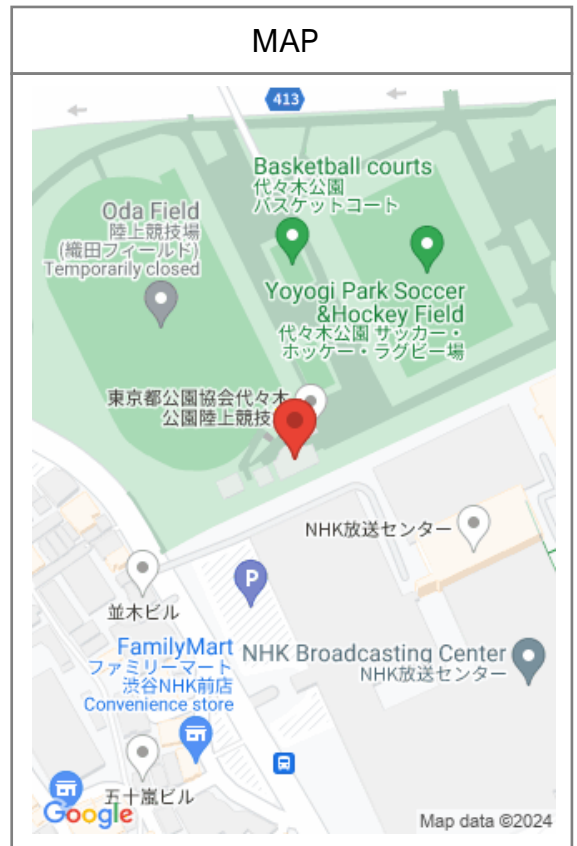 MAP
413
Basketball courts
代々木公園
バスケットコート
Oda Field
陸上競技場
(織田フィールド)
Temporarily closed
Yoyogi Park Soccer
&Hockey Field
代々木公園 サッカー・
ホッケー・ラグビー場
東京都公園協会代々木
公園陸上競技
NHK放送センター
P
並木ビル
FamilyMart
ファミリーマート
渋谷NHK前店
Convenience store
NHK Broadcasting Center
NHK放送センター
五十嵐ビル
Google
Map data ©2024